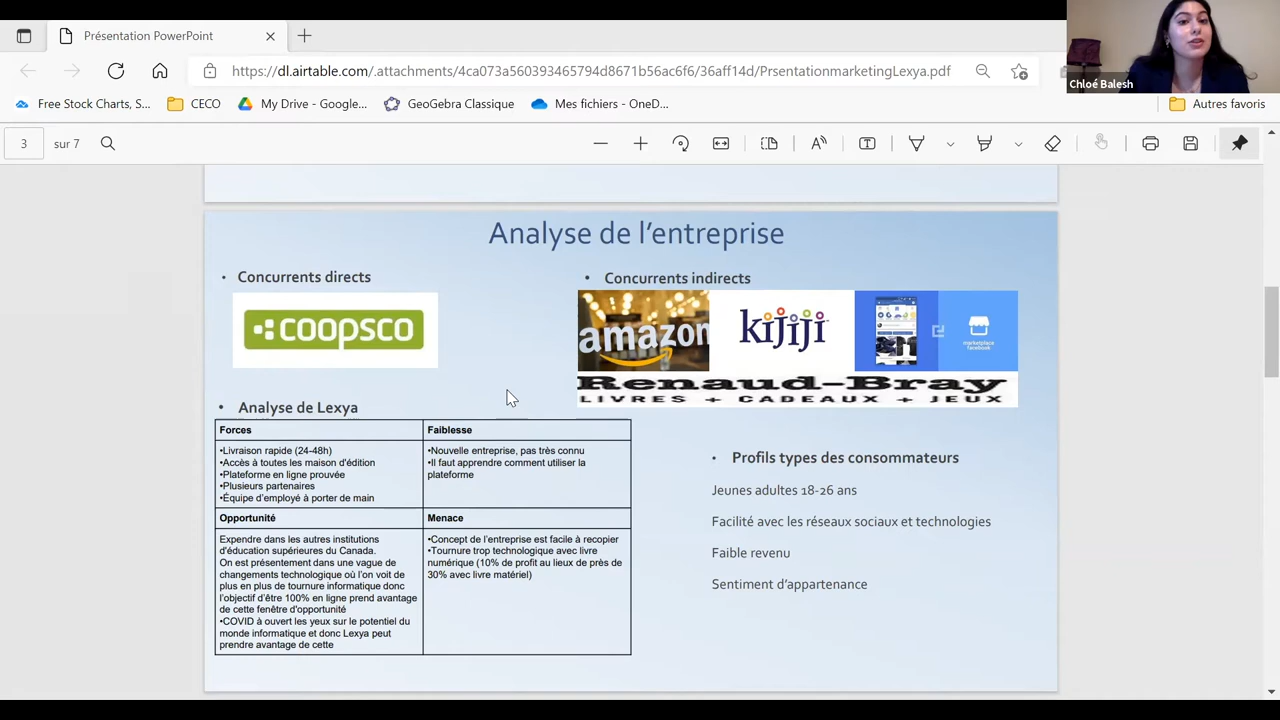 Présentation PowerPoint
https://dl.airtable.com/.attachments/4ca073a560393465794d8671b56ac6f6/36aff14d/PrsentationmarketingLexya.pdf
Chloé Balesh
Free Stock Charts, S...
CECO
My Drive - Google...
GeoGebra Classique
Mes fichiers - OneD...
Autres favoris
3
sur 7
Analyse de l'entreprise
• Concurrents directs
coopsco
• Concurrents indirects
amazon
kijiji
marketplace
facebook
Renaud-Bray
LIVRES + CADEAUX + JEUX
• Analyse de Lexya
Forces
•Livraison rapide (24-48h)
•Accès à toutes les maison d'édition
•Plateforme en ligne prouvée
•Plusieurs partenaires
•Équipe d'employé à porter de main
Faiblesse
•Nouvelle entreprise, pas très connu
•Il faut apprendre comment utiliser la
plateforme
Opportunité
Expendre dans les autres institutions
d'éducation supérieures du Canada.
On est présentement dans une vague de
changements technologique où l'on voit de
plus en plus de tournure informatique donc
l'objectif d'être 100% en ligne prend avantage
de cette fenêtre d'opportunité
•COVID à ouvert les yeux sur le potentiel du
monde informatique et donc Lexya peut
prendre avantage de cette
Menace
•Concept de l'entreprise est facile à recopier
•Tournure trop technologique avec livre
numérique (10% de profit au lieux de près de
30% avec livre matériel)
• Profils types des consommateurs
Jeunes adultes 18-26 ans
Facilité avec les réseaux sociaux et technologies
Faible revenu
Sentiment d'appartenance